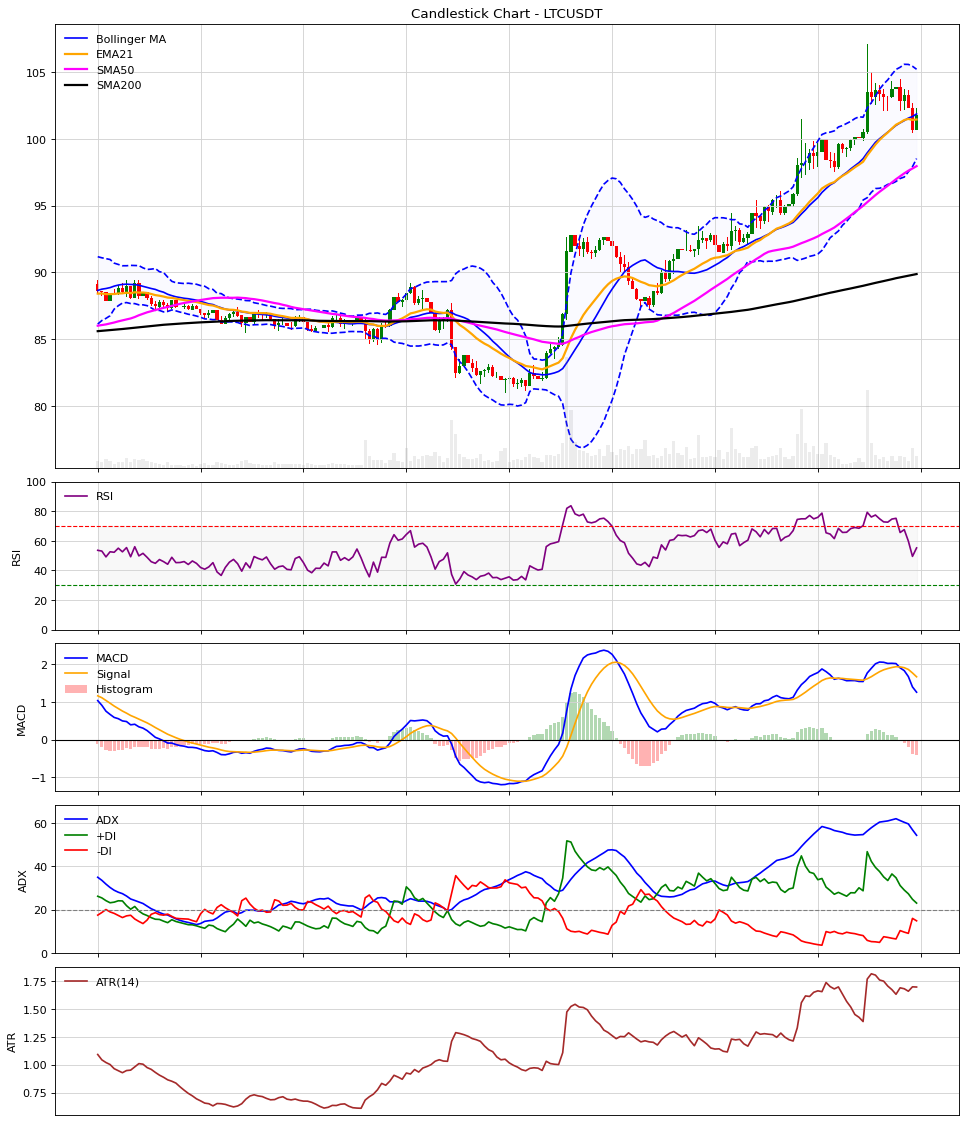 Candlestick Chart - LTCUSDT
Bollinger MA
EMA21
SMA50
SMA200
105
100
95
90
85
80
RSI
RSI
100
80
60
40
20
0
MACD
Signal
Histogram
MACD
2
1
0
−1
ADX
+DI
-DI
ADX
60
40
20
0
ATR(14)
ATR
1.75
1.50
1.25
1.00
0.75